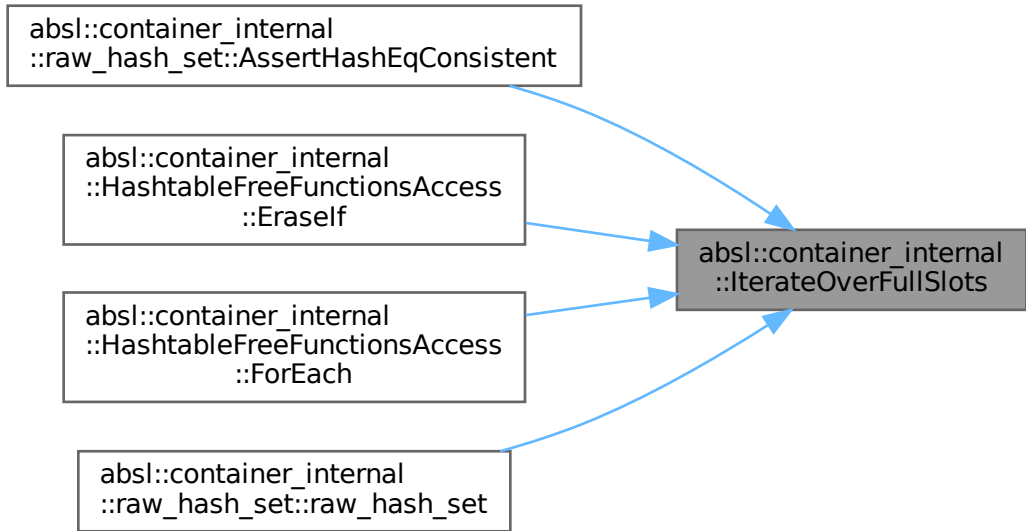 absl::container_internal
::raw_hash_set::AssertHashEqConsistent
absl::container_internal
::HashtableFreeFunctionsAccess
::EraseIf
absl::container_internal
::IterateOverFullSlots
absl::container_internal
::HashtableFreeFunctionsAccess
::ForEach
absl::container_internal
::raw_hash_set::raw_hash_set